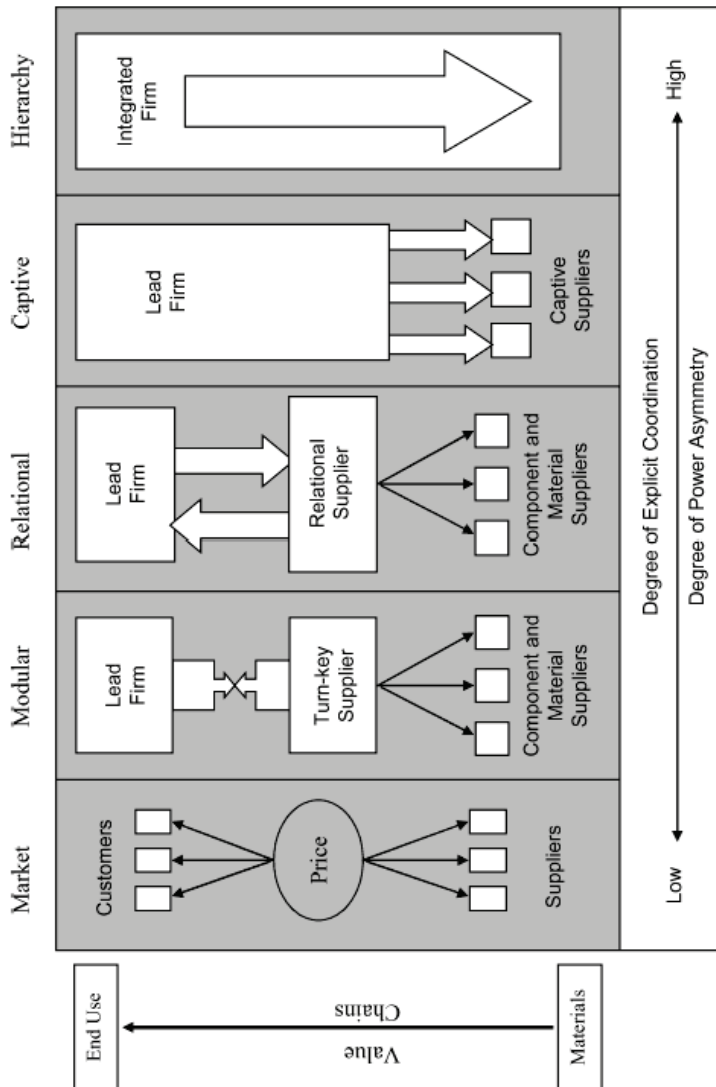 Market
Modular
Relational
Captive
Hierarchy
End Use
Value
Chains
Materials
Customers
Price
Suppliers
Lead
Firm
Turn-key
Supplier
Component and
Material
Suppliers
Lead
Firm
Relational
Supplier
Component and
Material
Suppliers
Lead
Firm
Captive
Suppliers
Integrated
Firm
Low
Degree of Explicit Coordination
High
Degree of Power Asymmetry